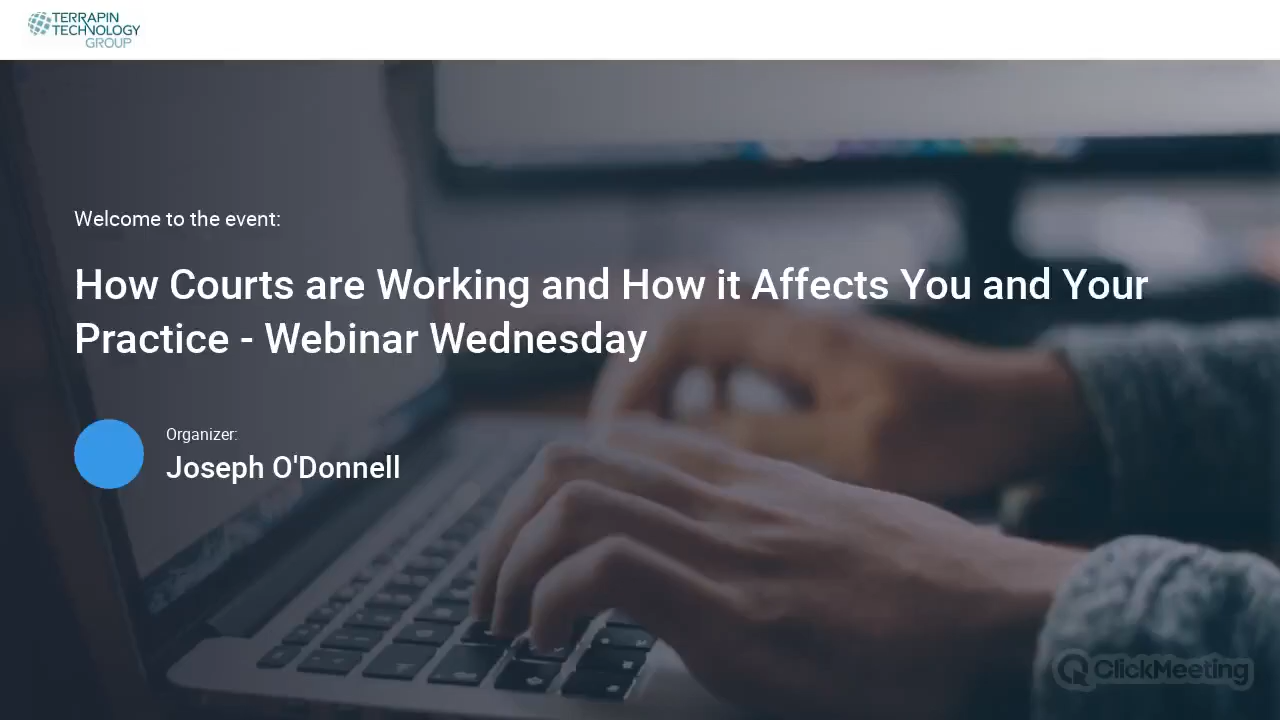 TERRAPIN
TECHNOLOGY
GROUP
Welcome to the event:
How Courts are Working and How it Affects You and Your
Practice - Webinar Wednesday
Organizer:
Joseph O'Donnell
ClickMeeting